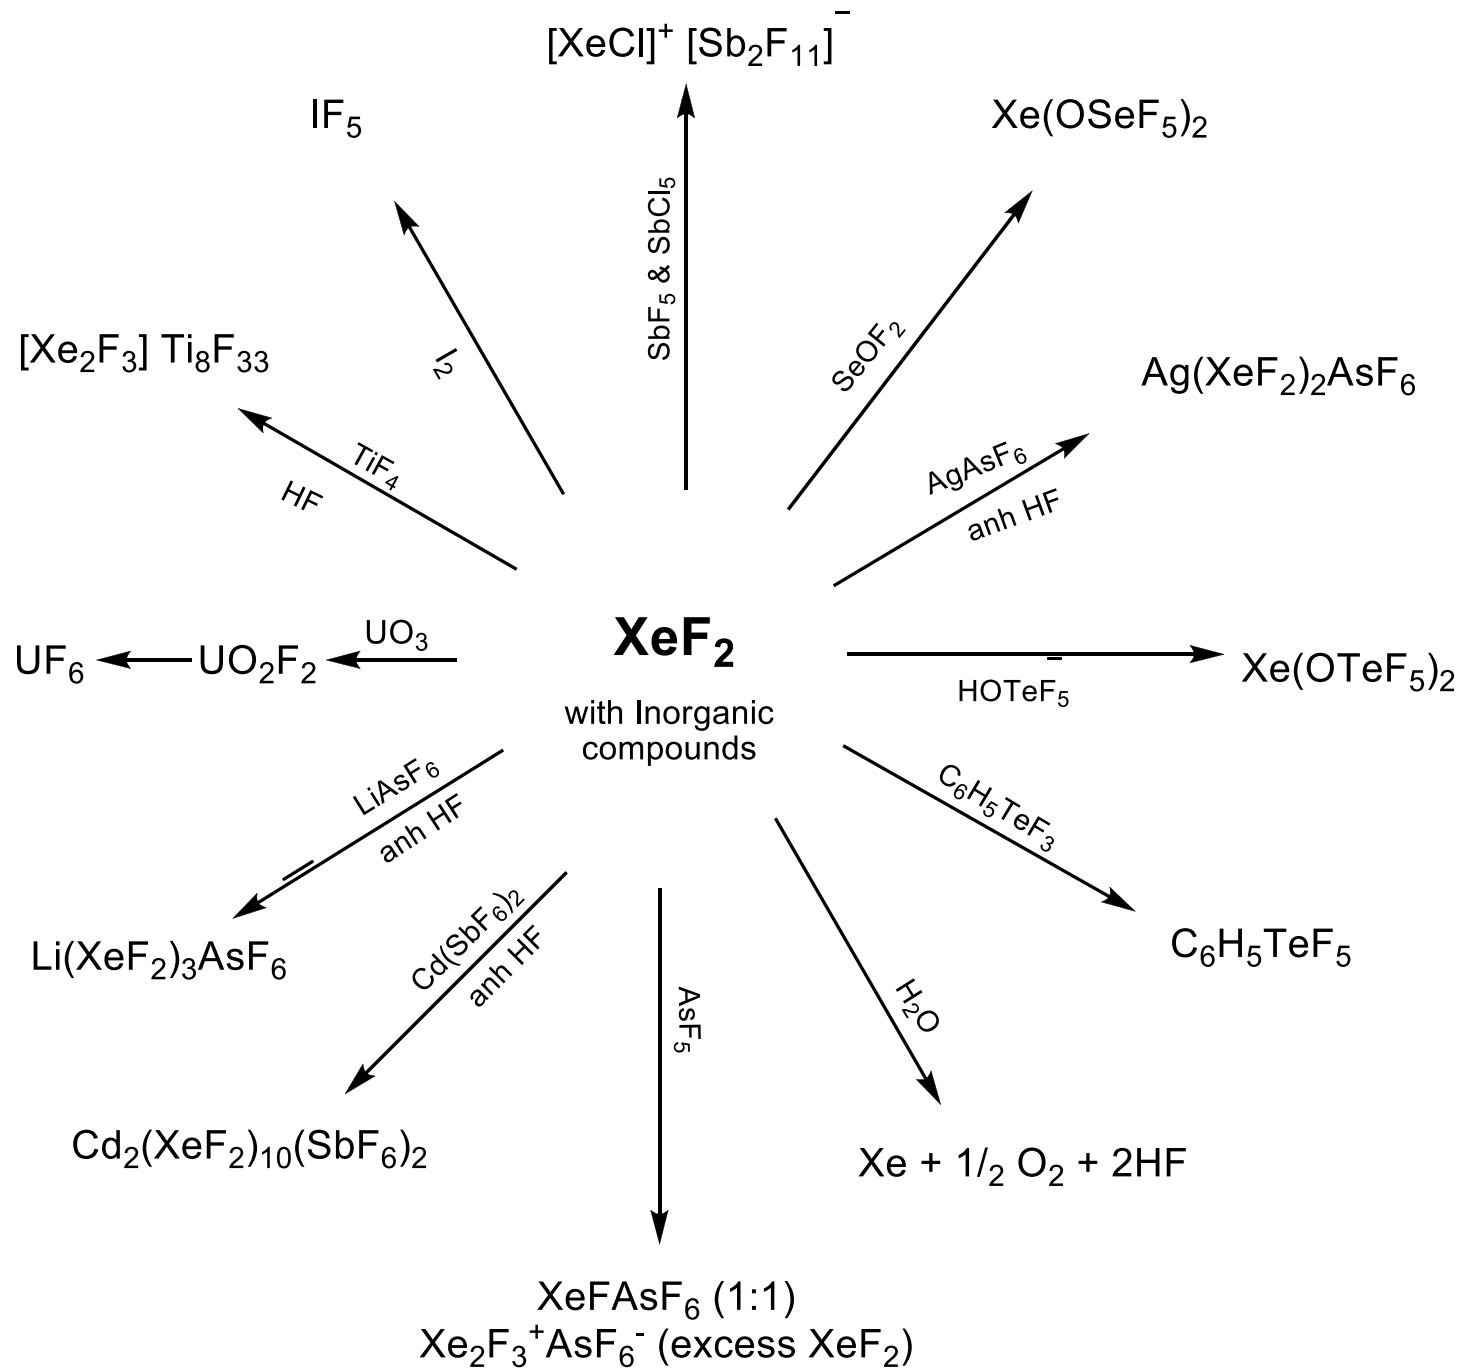 [XeCl]⁺ [Sb₂F₁₁]⁻
IF₅
Xe(OSeF₅)₂
SbF₅ & SbCl₅
I₂
SeOF₂
[Xe₂F₃] Ti₈F₃₃
Ag(XeF₂)₂AsF₆
TiF₄
HF
AgAsF₆
anh HF
XeF₂
with Inorganic
compounds
UF₆
UO₂F₂
UO₃
HOTeF₅
Xe(OTeF₅)₂
LiAsF₆
anh HF
C₆H₅TeF₃
Li(XeF₂)₃AsF₆
C₆H₅TeF₅
Cd(SbF₆)₂
anh HF
AsF₅
H₂O
Cd₂(XeF₂)₁₀(SbF₆)₂
Xe + 1/₂ O₂ + 2HF
XeFAsF₆ (1:1)
Xe₂F₃⁺AsF₆⁻ (excess XeF₂)